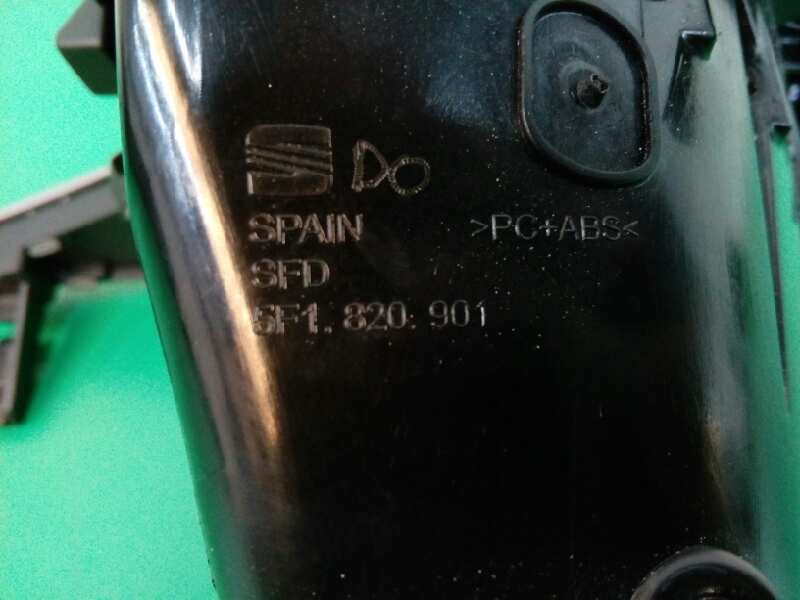 DO
SPAIN >PC+ABS<
SFD
5F1.820.901